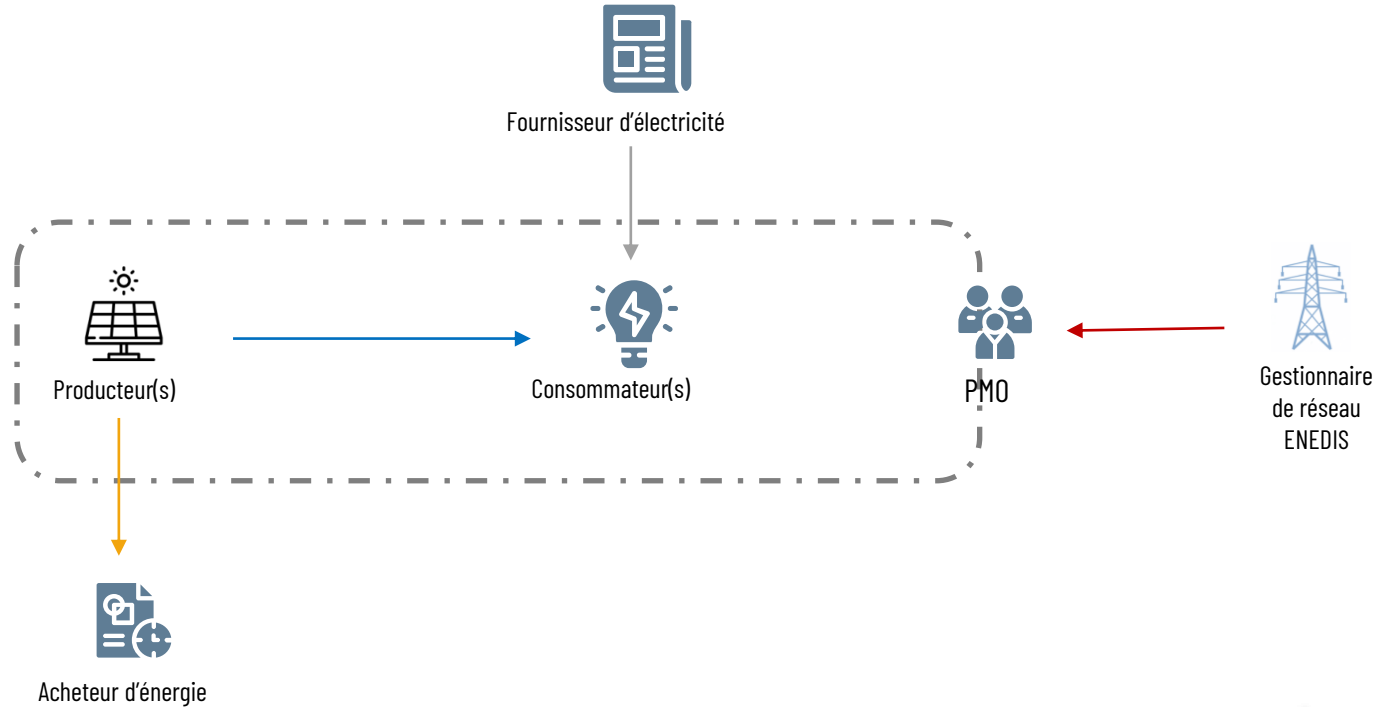 Fournisseur d'électricité
Producteur(s)
Consommateur(s)
PMO
Gestionnaire
de réseau
ENEDIS
Acheteur d'énergie